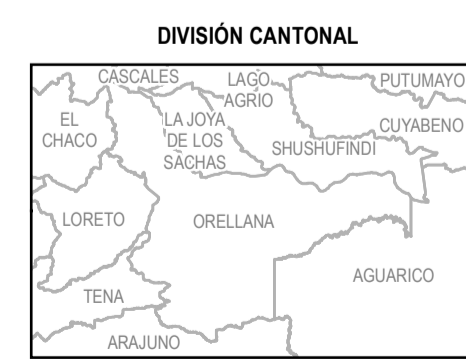 DIVISIÓN CANTONAL
CASCALES
LAGO
AGRIO
PUTUMAYO
EL
CHACO
LA JOYA
DE LOS
SACHAS
CUYABENO
SHUSHUFINDI
LORETO
ORELLANA
AGUARICO
TENA
ARAJUNO